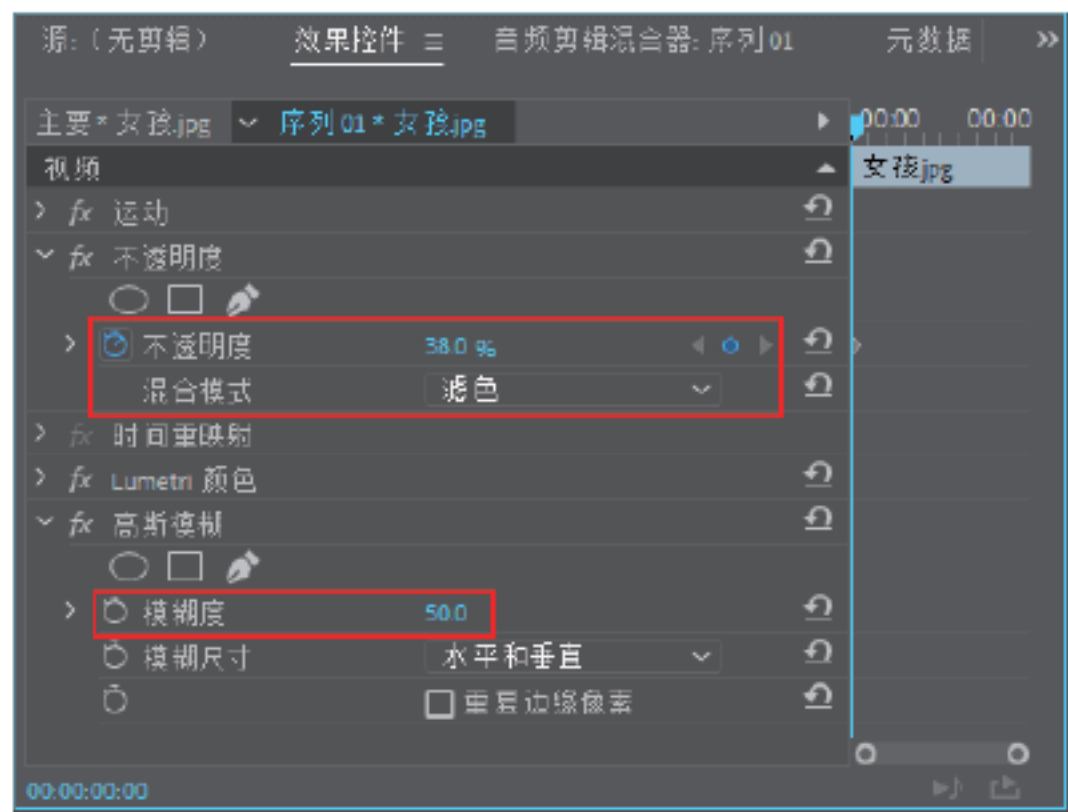 源:（无剪辑） 效果控件 ≡ 音频剪辑混合器: 序列 01 元数据 »
主要 * 女孩.jpg 序列 01 * 女孩.jpg 00:00 00:00
视频 女孩.jpg
fx 运动
fx 不透明度
不透明度 38.0 %
混合模式 滤色
fx 时间重映射
fx Lumetri 颜色
fx 高斯模糊
模糊度 50.0
模糊尺寸 水平和垂直
重复边缘像素
00:00:00:00